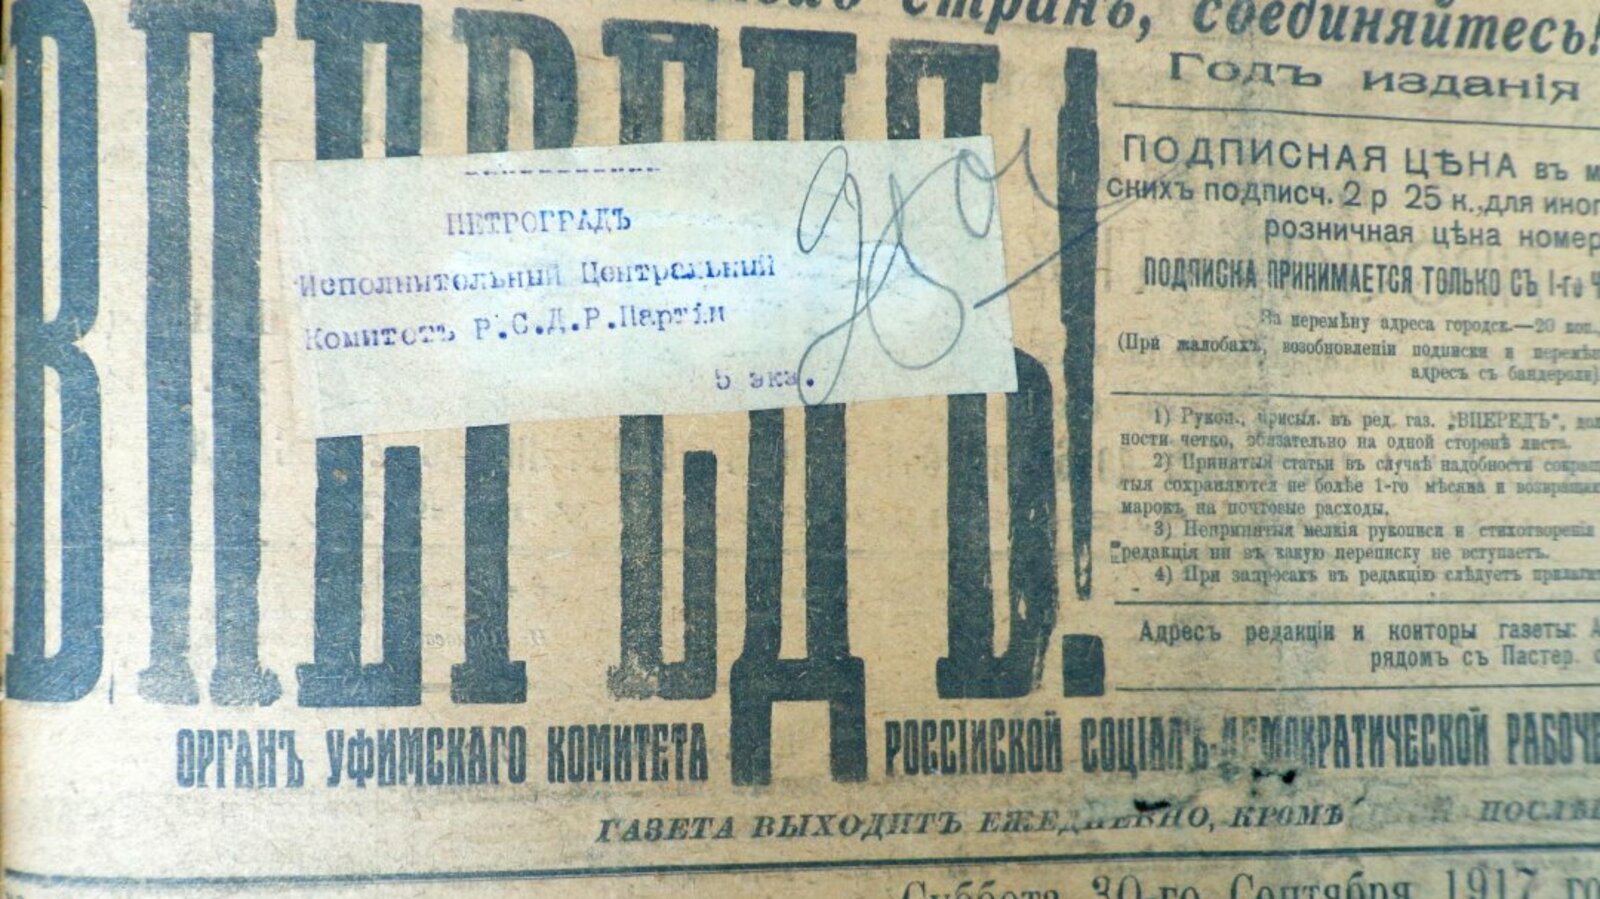 странъ, соединяйтесь!
Годъ изданія
ВПЕРЕДЪ!
ПЕТРОГРАДЪ
Исполнительный Центральный
Комитетъ Р.С.Д.Р.Партіи
5 экз.
ПОДПИСНАЯ ЦѢНА въ
скихъ подписч. 2 р 25 к., для иног
розничная цѣна номер
ПОДПИСКА ПРИНИМАЕТСЯ ТОЛЬКО СЪ 1-го
За перемѣну адреса городск.—20 коп.
(При жалобахъ, возобновленіи подписки и перемѣ
адресъ съ бандероли)
1) Рукоп., присыл. въ ред. газ. „ВПЕРЕДЪ“,
ности четко, обязательно на одной сторонѣ листа.
2) Принятыя статьи въ случаѣ надобности сокра
тыя сохраняются не болѣе 1-го мѣсяца и возвраща
марокъ на почтовые расходы.
3) Непринятыя мелкія рукописи и стихотворенія
редакція ни въ какую переписку не вступаетъ.
4) При запросахъ въ редакцію слѣдуетъ прилаг
Адресъ редакціи и конторы газеты:
рядомъ съ Пастер.
ОРГАНЪ УФИМСКАГО КОМИТЕТА РОССІЙСКОЙ СОЦІАЛЪ-ДЕМОКРАТИЧЕСКОЙ РАБОЧЕ
ГАЗЕТА ВЫХОДИТЪ ЕЖЕДНЕВНО, КРОМѢ ПОСЛѢ
Суббота 30-го Сентября 1917 го